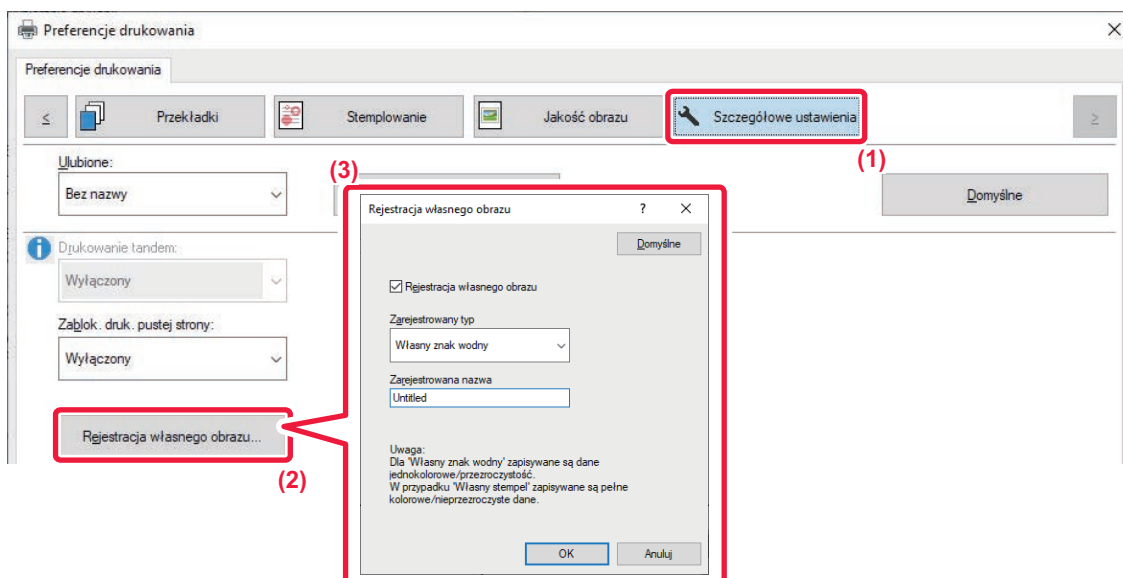 Preferencje drukowania
Preferencje drukowania
≤ Przekładki Stemplowanie Jakość obrazu Szczegółowe ustawienia ≥
(1)
Ulubione:
(3)
Bez nazwy
Domyślne
Drukowanie tandem:
Wyłączony
Zablok. druk. pustej strony:
Wyłączony
Rejestracja własnego obrazu...
(2)
Rejestracja własnego obrazu ?
Domyślne
Rejestracja własnego obrazu
Zarejestrowany typ
Własny znak wodny
Zarejestrowana nazwa
Untitled
Uwaga:
Dla 'Własny znak wodny' zapisywane są dane
jednokolorowe/przezroczystość.
W przypadku 'Własny stempel' zapisywane są pełne
kolorowe/nieprzezroczyste dane.
OK Anuluj